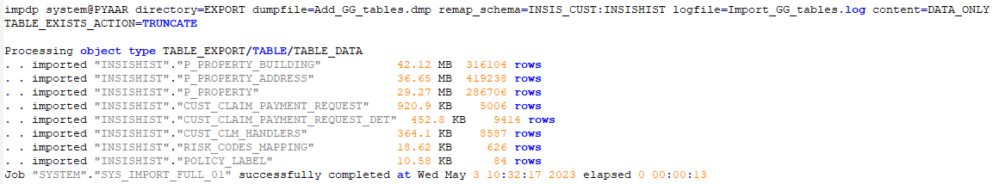 impdp system@PYAAR directory=EXPORT dumpfile=Add_GG_tables.dmp remap_schema=INSIS_CUST:INSISHIST logfile=Import_GG_tables.log content=DATA_ONLY
TABLE_EXISTS_ACTION=TRUNCATE

Processing object type TABLE_EXPORT/TABLE/TABLE_DATA
. . imported "INSISHIST"."P_PROPERTY_BUILDING" 42.12 MB 316104 rows
. . imported "INSISHIST"."P_PROPERTY_ADDRESS" 36.65 MB 419238 rows
. . imported "INSISHIST"."P_PROPERTY" 29.27 MB 286706 rows
. . imported "INSISHIST"."CUST_CLAIM_PAYMENT_REQUEST" 920.9 KB 5006 rows
. . imported "INSISHIST"."CUST_CLAIM_PAYMENT_REQUEST_DET" 452.8 KB 9414 rows
. . imported "INSISHIST"."CUST_CLM_HANDLERS" 364.1 KB 8587 rows
. . imported "INSISHIST"."RISK_CODES_MAPPING" 18.62 KB 626 rows
. . imported "INSISHIST"."POLICY_LABEL" 10.58 KB 84 rows
Job "SYSTEM"."SYS_IMPORT_FULL_01" successfully completed at Wed May 3 10:32:17 2023 elapsed 0 00:00:13